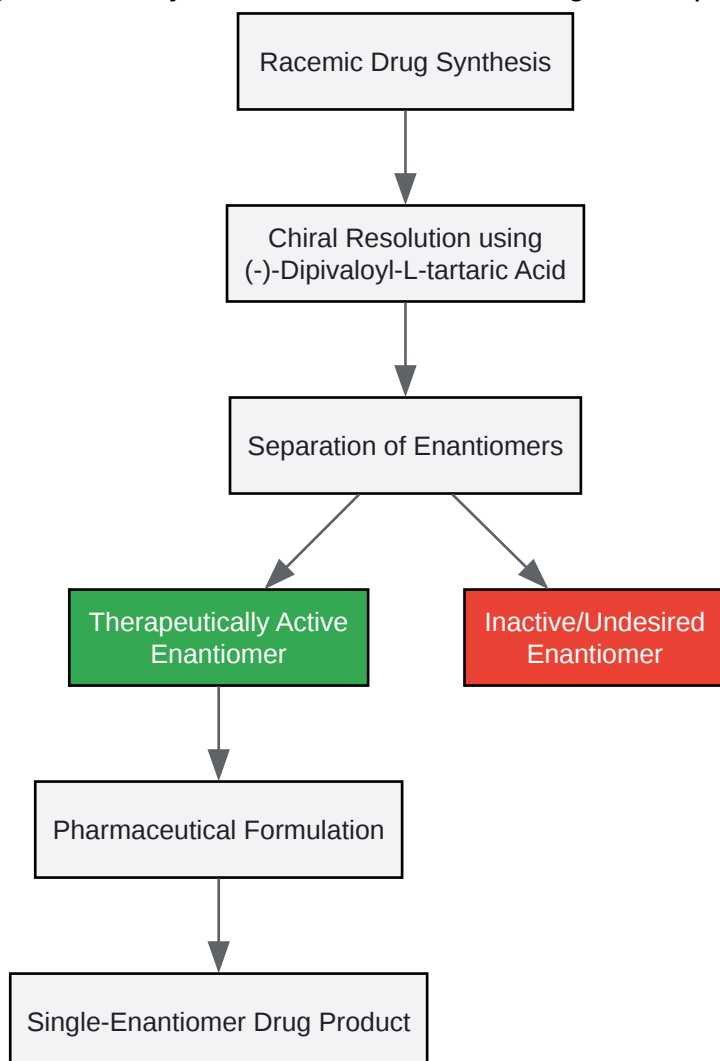 Racemic Drug Synthesis
Chiral Resolution using
(-)-Dipivaloyl-L-tartaric Acid
Separation of Enantiomers
Therapeutically Active
Enantiomer
Inactive/Undesired
Enantiomer
Pharmaceutical Formulation
Single-Enantiomer Drug Product